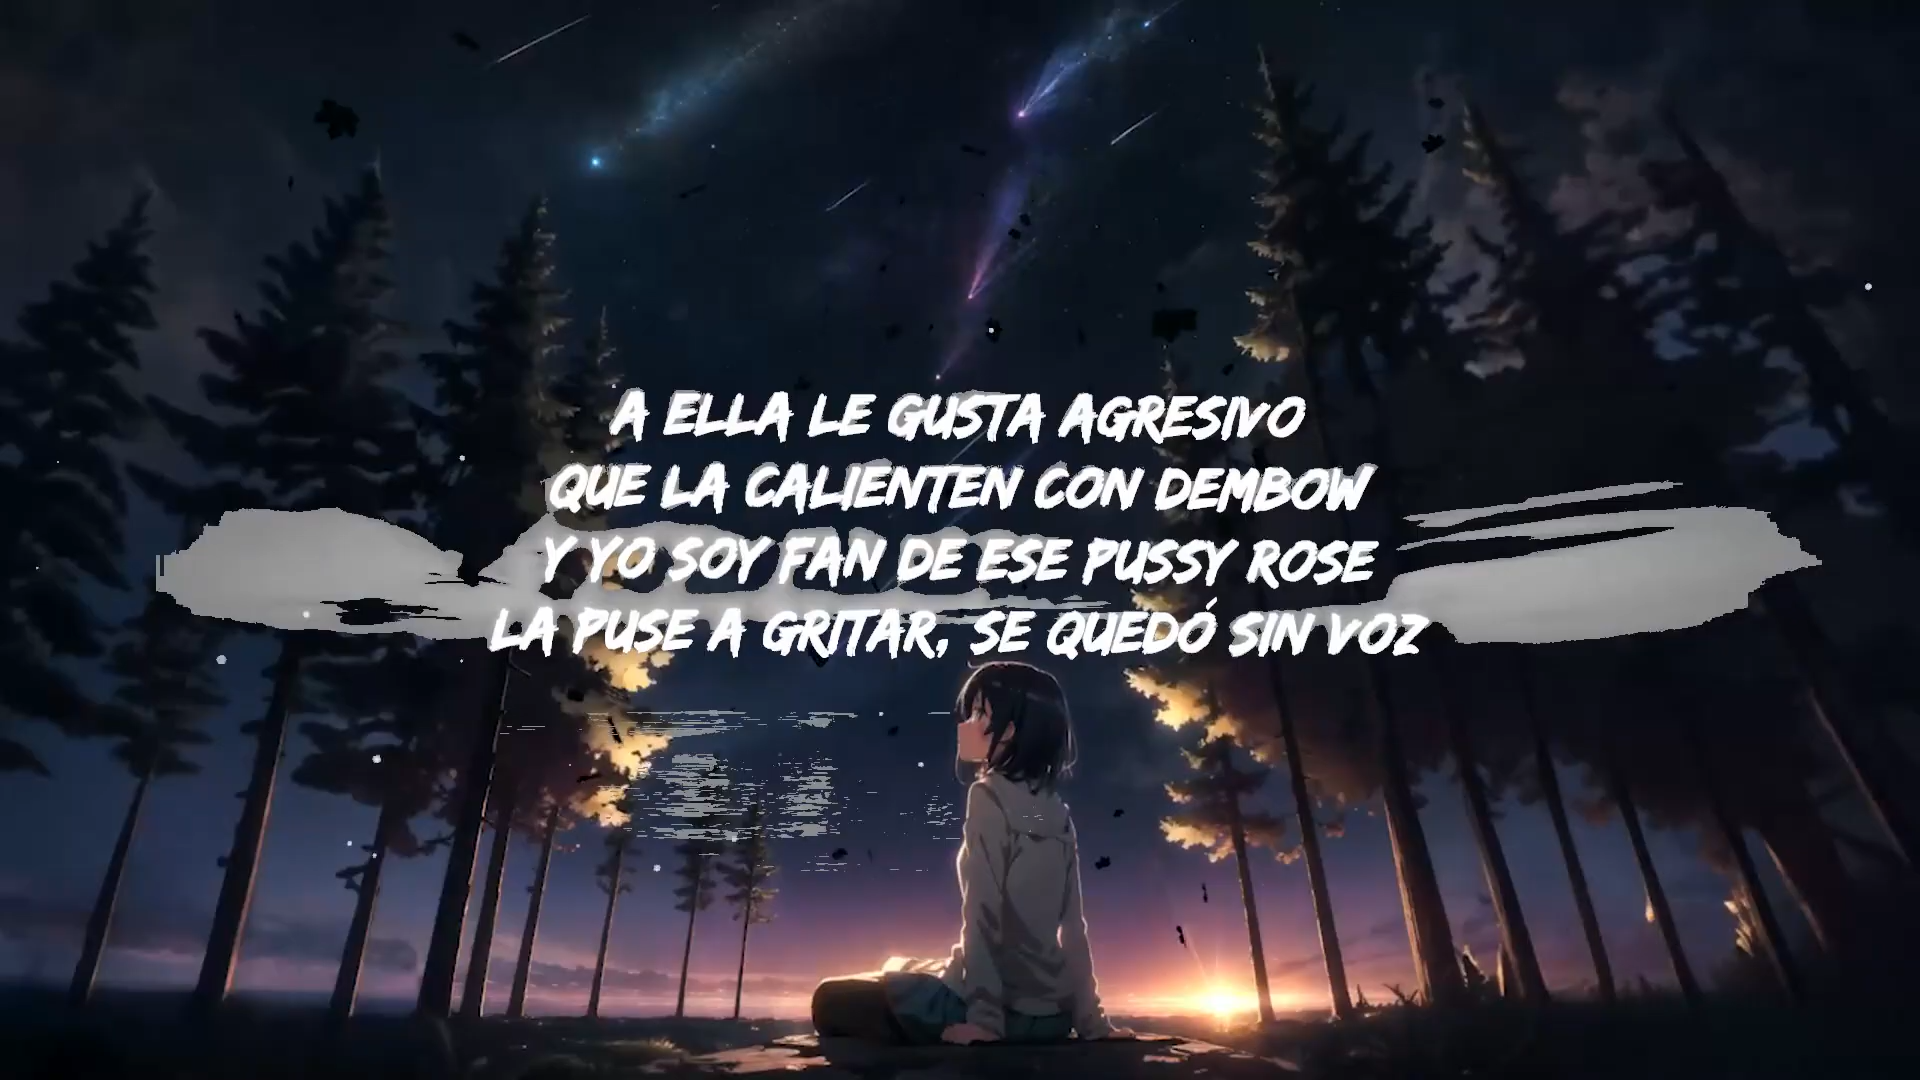 A ELLA LE GUSTA AGRESIVO
QUE LA CALIENTEN CON DEMBOW
Y YO SOY FAN DE ESE PUSSY ROSE
LA PUSE A GRITAR, SE QUEDÓ SIN VOZ